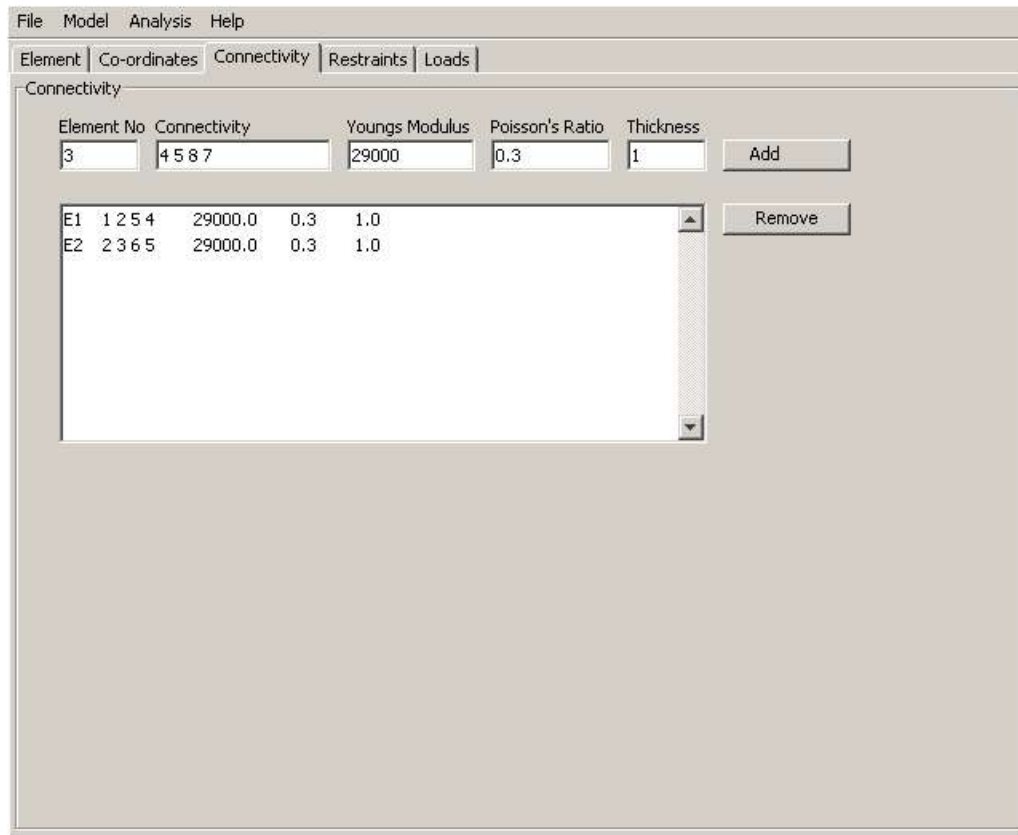 File Model Analysis Help
Element Co-ordinates Connectivity Restraints Loads
Connectivity
Element No Connectivity Youngs Modulus Poisson's Ratio Thickness
3 4 5 8 7 29000 0.3 1 Add
E1 1 2 5 4 29000.0 0.3 1.0 Remove
E2 2 3 6 5 29000.0 0.3 1.0